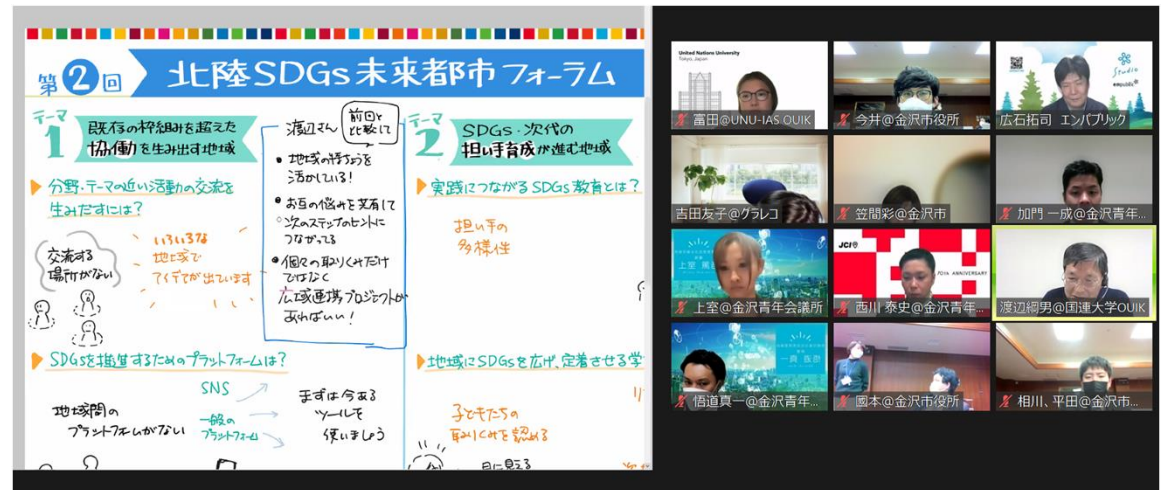 第2回 北陸SDGs未来都市フォーラム
テーマ1
既存の枠組みを超えた
協働を生み出す地域
分野・テーマの近い活動の交流を
生みだすには？
交流する
場所がない
いろいろな
地域で
アイデアが出ています
渡辺さん
前回と
比較して
地域の持ち味を
活かしている！
お互の悩みを共有して
次のステップのヒントに
つながってる
個々の取りくみだけ
ではなく
広域連携プロジェクトが
あればいい！
SDGsを推進するためのプラットフォームは？
地域間の
プラットフォームがない
SNS
一般の
プラットフォーム
まずは今ある
ツールを
使いましょう
テーマ2
SDGs・次代の
担い手育成が進む地域
実践につながるSDGs教育とは？
担い手の
多様性
地域にSDGsを広げ、定着させる学
子どもたちの
取りくみを認める
目に見える
United Nations University
Tokyo, Japan
富田@UNU-IAS OUIK
今井@金沢市役所
Studio
empublic
広石拓司 エンパブリック
吉田友子@グラレコ
笠間彩@金沢市
加門 一成@金沢青年...
上室@金沢青年会議所
JCI
70th ANNIVERSARY
西川 泰史@金沢青年...
渡辺綱男@国連大学OUIK
悟道真一@金沢青年...
國本@金沢市役所
相川、平田@金沢市...